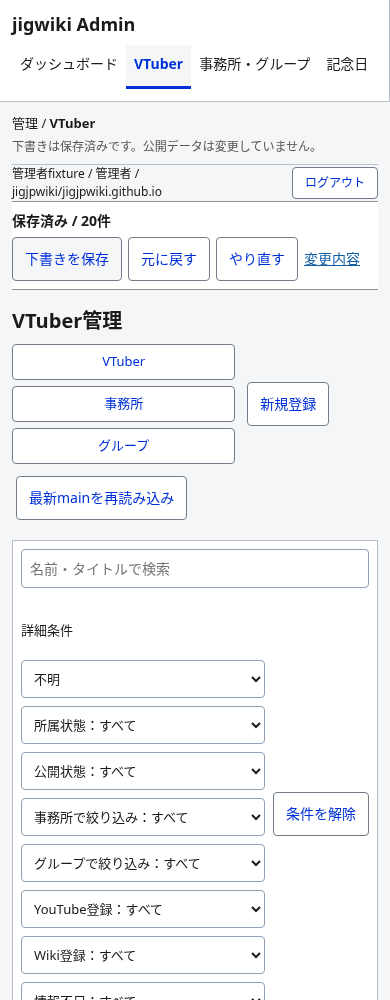 jigwiki Admin
ダッシュボード VTuber 事務所・グループ 記念日
管理 / VTuber
下書きは保存済みです。公開データは変更していません。
管理者fixture / 管理者 /
jigjpwiki/jigjpwiki.github.io
ログアウト
保存済み / 20件
下書きを保存 元に戻す やり直す 変更内容
VTuber管理
VTuber
事務所
グループ
新規登録
最新mainを再読み込み
名前・タイトルで検索
詳細条件
不明
所属状態：すべて
公開状態：すべて
事務所で絞り込み：すべて
条件を解除
グループで絞り込み：すべて
YouTube登録：すべて
Wiki登録：すべて
情報不足：すべて